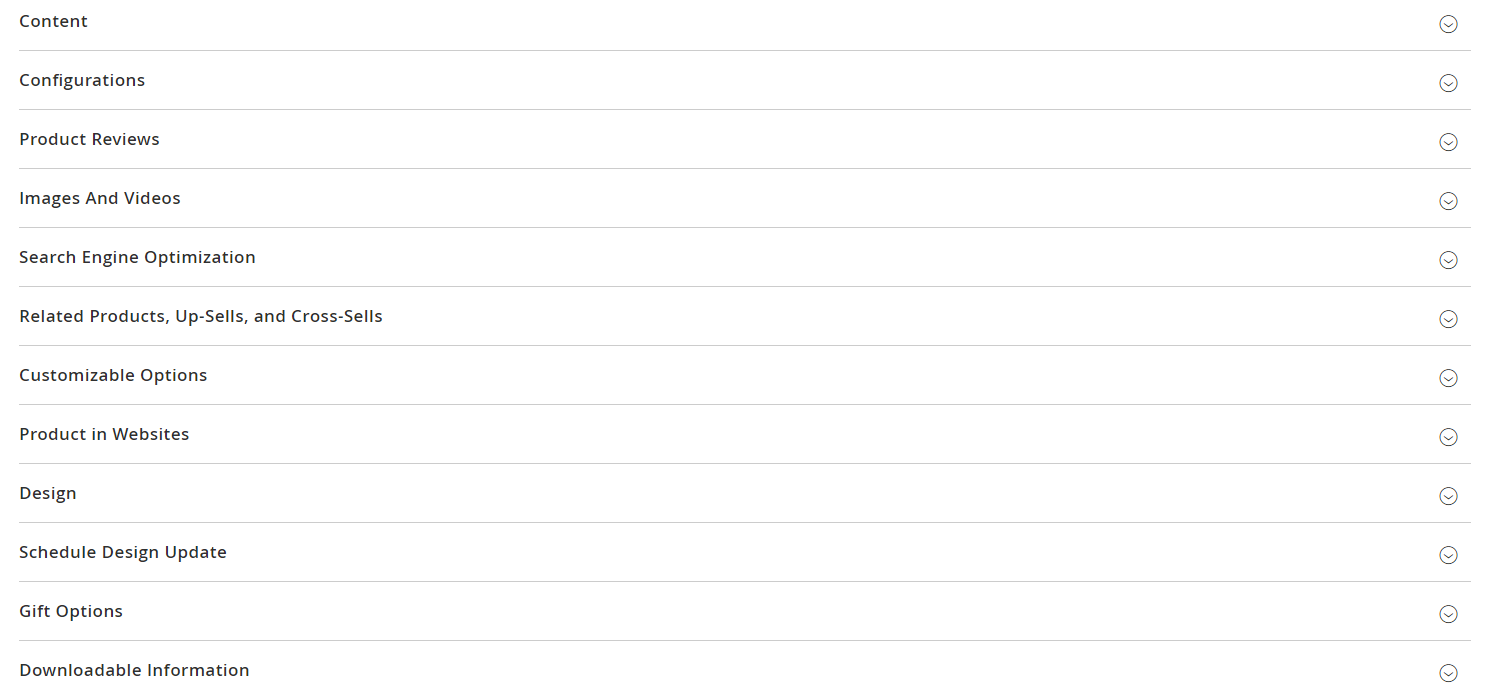 Content
Configurations
Product Reviews
Images And Videos
Search Engine Optimization
Related Products, Up-Sells, and Cross-Sells
Customizable Options
Product in Websites
Design
Schedule Design Update
Gift Options
Downloadable Information